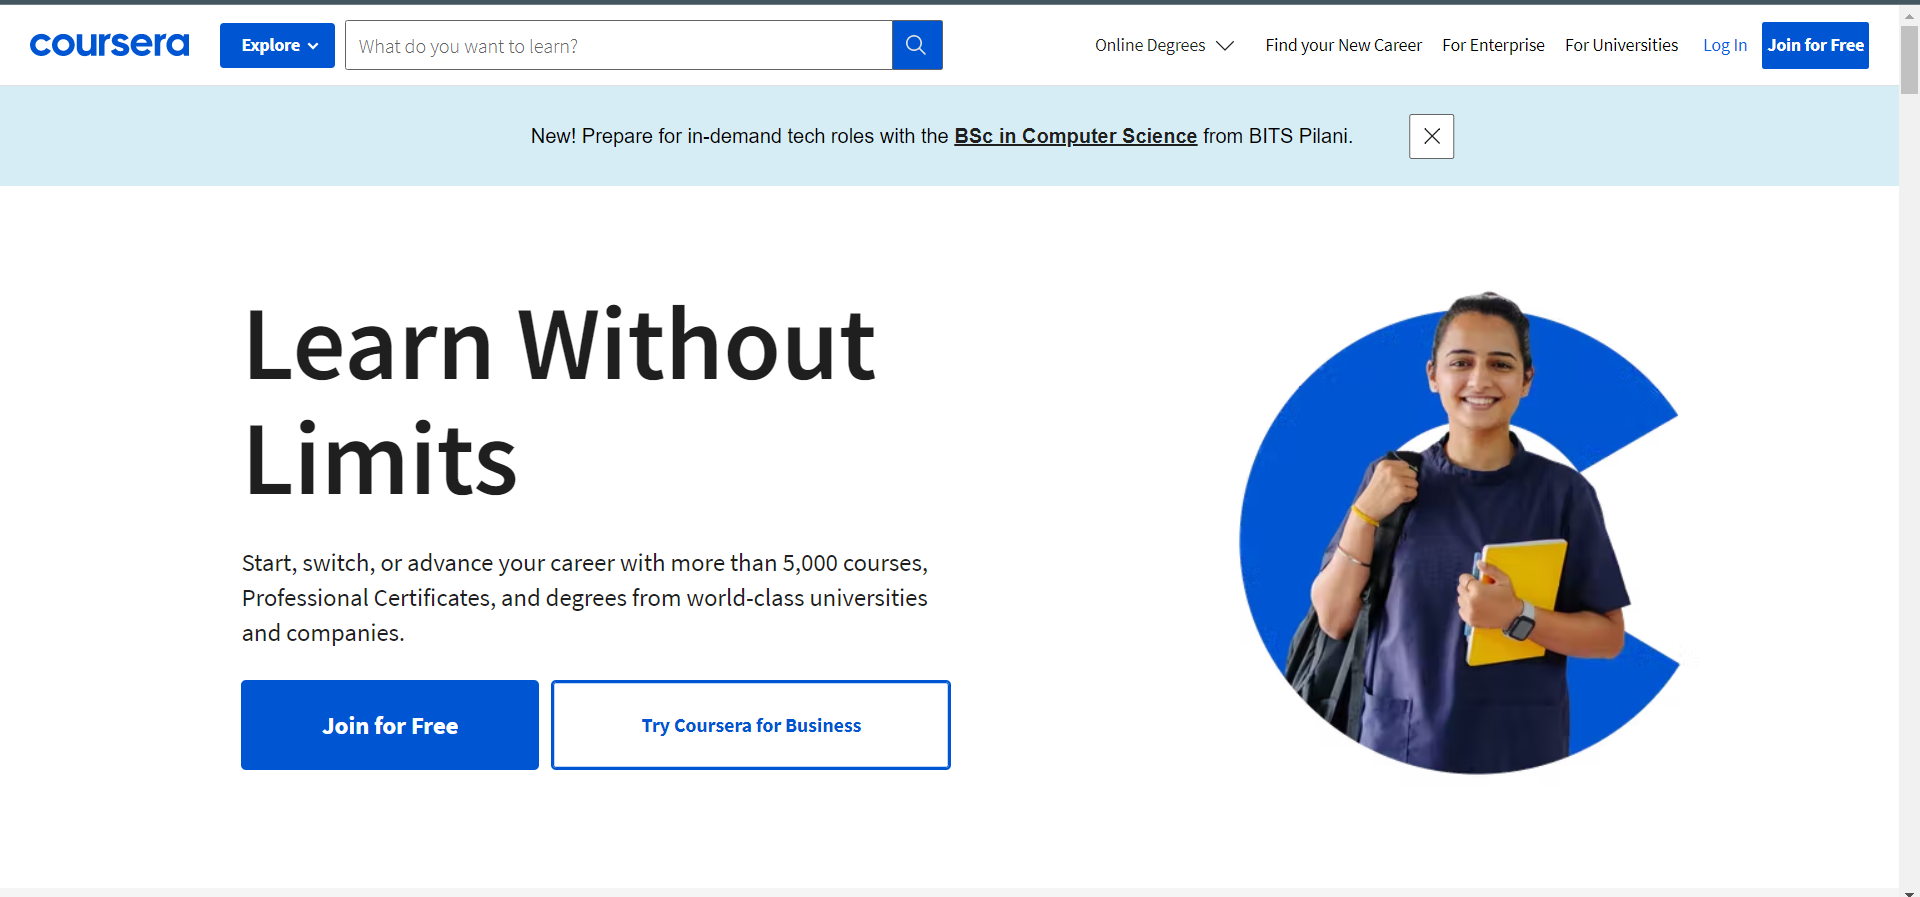 coursera
Explore
What do you want to learn?
Online Degrees
Find your New Career
For Enterprise
For Universities
Log In
Join for Free
New! Prepare for in-demand tech roles with the BSc in Computer Science from BITS Pilani.
Learn Without
Limits
Start, switch, or advance your career with more than 5,000 courses,
Professional Certificates, and degrees from world-class universities
and companies.
Join for Free
Try Coursera for Business